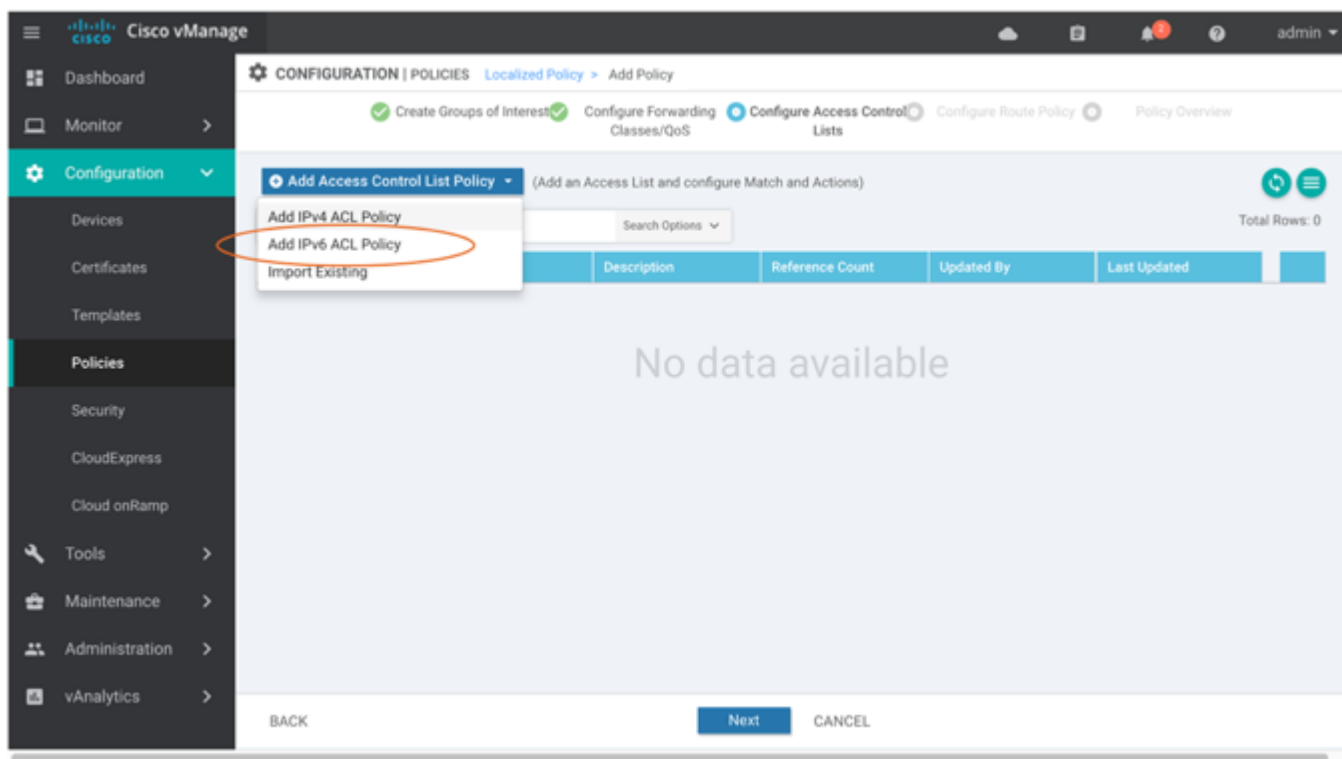 cisco Cisco vManage
2
admin
Dashboard
Monitor
Configuration
Devices
Certificates
Templates
Policies
Security
CloudExpress
Cloud onRamp
Tools
Maintenance
Administration
vAnalytics
CONFIGURATION | POLICIES Localized Policy > Add Policy
Create Groups of Interest
Configure Forwarding
Classes/QoS
Configure Access Control
Lists
Configure Route Policy
Policy Overview
Add Access Control List Policy (Add an Access List and configure Match and Actions)
Add IPv4 ACL Policy
Add IPv6 ACL Policy
Import Existing
Search Options
Total Rows: 0
Description Reference Count Updated By Last Updated
No data available
BACK Next CANCEL